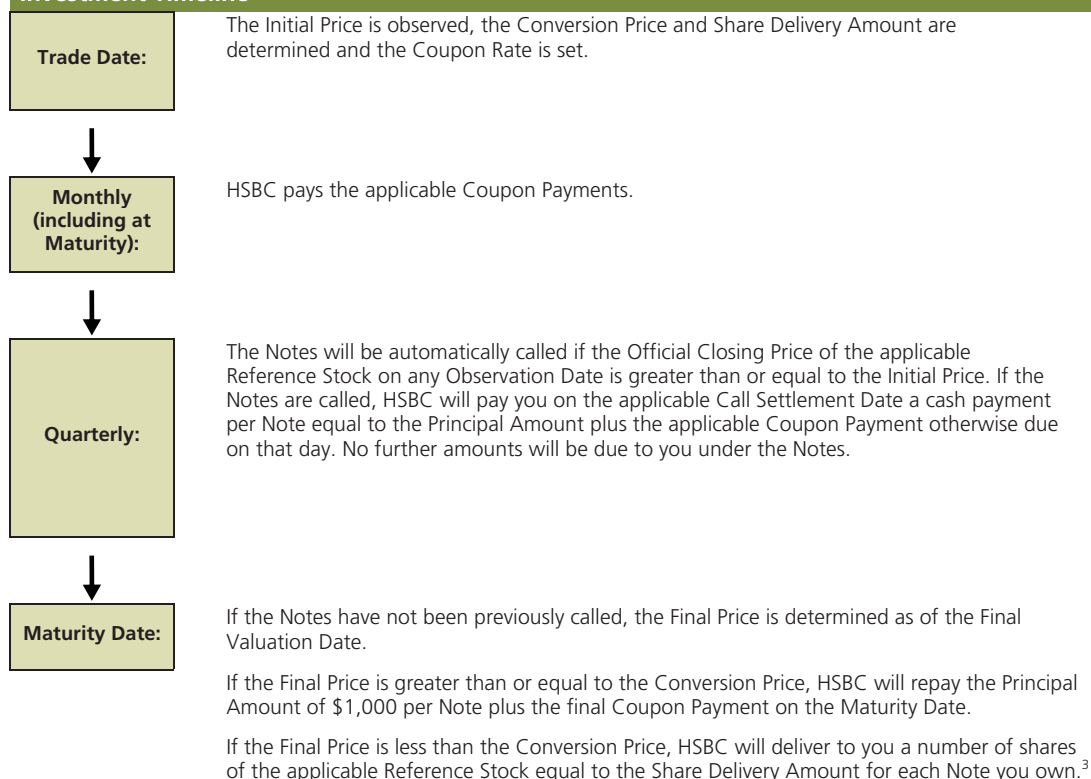 Investment Timeline
Trade Date:
The Initial Price is observed, the Conversion Price and Share Delivery Amount are
determined and the Coupon Rate is set.
Monthly
(including at
Maturity):
HSBC pays the applicable Coupon Payments.
Quarterly:
The Notes will be automatically called if the Official Closing Price of the applicable
Reference Stock on any Observation Date is greater than or equal to the Initial Price. If the
Notes are called, HSBC will pay you on the applicable Call Settlement Date a cash payment
per Note equal to the Principal Amount plus the applicable Coupon Payment otherwise due
on that day. No further amounts will be due to you under the Notes.
Maturity Date:
If the Notes have not been previously called, the Final Price is determined as of the Final
Valuation Date.
If the Final Price is greater than or equal to the Conversion Price, HSBC will repay the Principal
Amount of $1,000 per Note plus the final Coupon Payment on the Maturity Date.
If the Final Price is less than the Conversion Price, HSBC will deliver to you a number of shares
of the applicable Reference Stock equal to the Share Delivery Amount for each Note you own.3